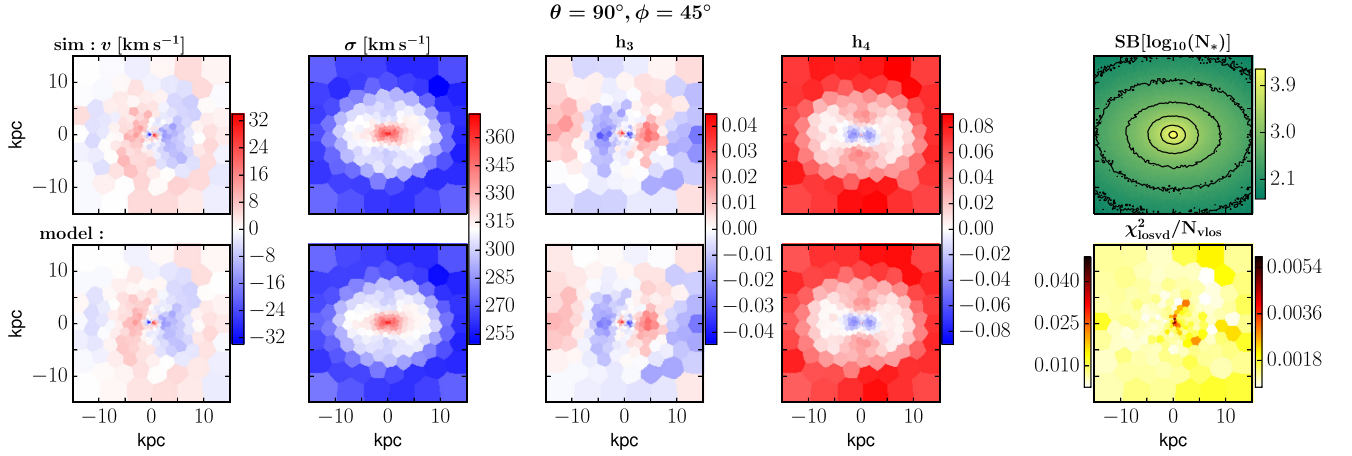 θ = 90°, ϕ = 45°
sim : v [km s⁻¹]
σ [km s⁻¹]
h₃
h₄
SB[log₁₀(N*)]
kpc
10
0
−10
32
24
16
8
0
−8
−16
−24
−32
360
345
330
315
300
285
270
255
0.04
0.03
0.02
0.01
0.00
−0.01
−0.02
−0.03
−0.04
0.08
0.06
0.04
0.02
0.00
−0.02
−0.04
−0.06
−0.08
3.9
3.0
2.1
model :
χ²losvd/Nvlos
kpc
10
0
−10
0.040
0.025
0.010
0.0054
0.0036
0.0018
−10 0 10
−10 0 10
−10 0 10
−10 0 10
−10 0 10
kpc
kpc
kpc
kpc
kpc